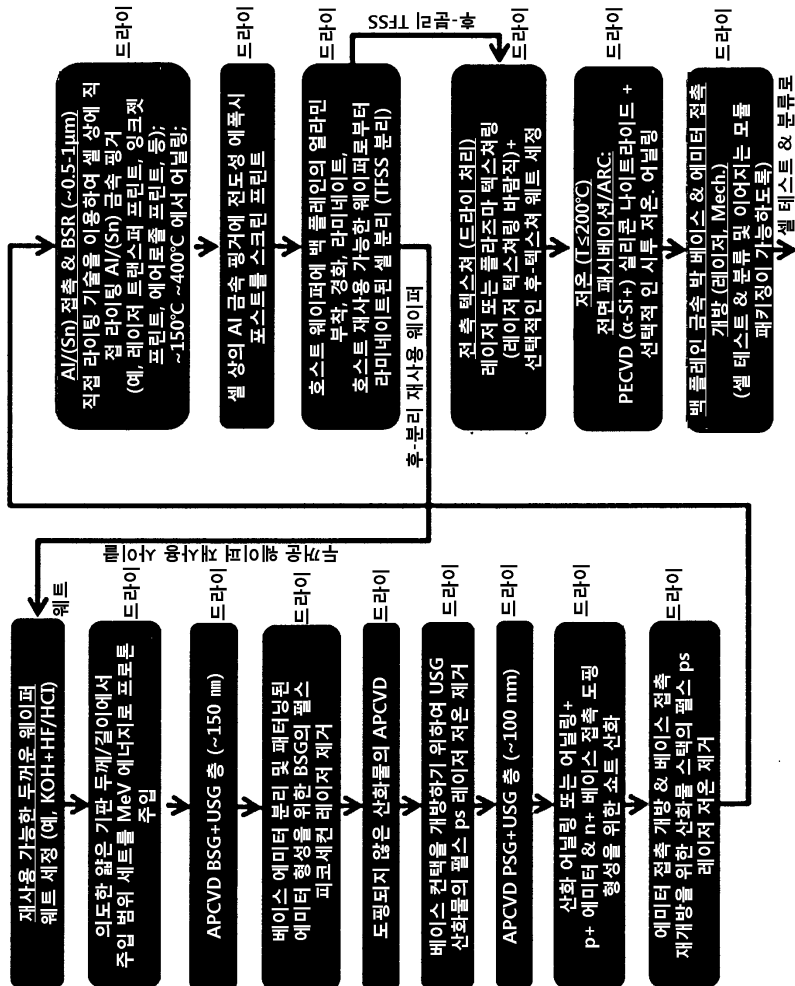 재사용 가능한 두꺼운 웨이퍼
웨트 세정 (예, KOH+HF/HCl)
웨트
의도한 얇은 기판 두께/길이에서
주입 범위 세트를 MeV 에너지로 프로톤
주입
드라이
APCVD BSG+USG 층 (~150 ㎚)
드라이
베이스 에미터 분리 및 패터닝된
에미터 형성을 위한 BSG의 펄스
피코세컨 레이저 제거
드라이
도핑되지 않은 산화물의 APCVD
드라이
베이스 컨택을 개방하기 위하여 USG
산화물의 펄스 ps 레이저 저온 제거
드라이
APCVD PSG+USG 층 (~100 nm)
드라이
산화 어닐링 또는 어닐링+
p+ 에미터 & n+ 베이스 접촉 도핑
형성을 위한 쇼트 산화
드라이
에미터 접촉 개방 & 베이스 접촉
재개방을 위한 산화물 스택의 펄스 ps
레이저 저온 제거
드라이
두꺼운 웨이퍼 재사용 사이클
후-분리 재사용 웨이퍼
Al/(Sn) 접촉 & BSR (~0.5-1μm)
직접 라이팅 기술을 이용하여 셀 상에 직
접 라이팅 Al/(Sn) 금속 핑거
(예, 레이저 트랜스퍼 프린트, 잉크젯
프린트, 에어로졸 프린트, 등);
~150℃ ~400℃ 에서 어닐링;
드라이
셀 상의 Al 금속 핑거에 전도성 에폭시
포스트를 스크린 프린트
드라이
호스트 웨이퍼에 백 플레인의 얼라인
부착, 경화, 라미네이트,
호스트 재사용 가능한 웨이퍼로부터
라미네이트된 셀 분리 (TFSS 분리)
드라이
후-분리 TFSS
전측 텍스처 (드라이 처리)
레이저 또는 플라즈마 텍스처링
(레이저 텍스처링 바람직)+
선택적인 후-텍스처 웨트 세정
드라이
저온 (T≤200℃)
전면 패시베이션/ARC:
PECVD (α-Si+) 실리콘 나이트라이드 +
선택적 인 시투 저온- 어닐링
드라이
백 플레인 금속 박 베이스 & 에미터 접촉
개방 (레이저, Mech.)
(셀 테스트 & 분류 및 이어지는 모듈
패키징이 가능하도록)
드라이
셀 테스트 & 분류로